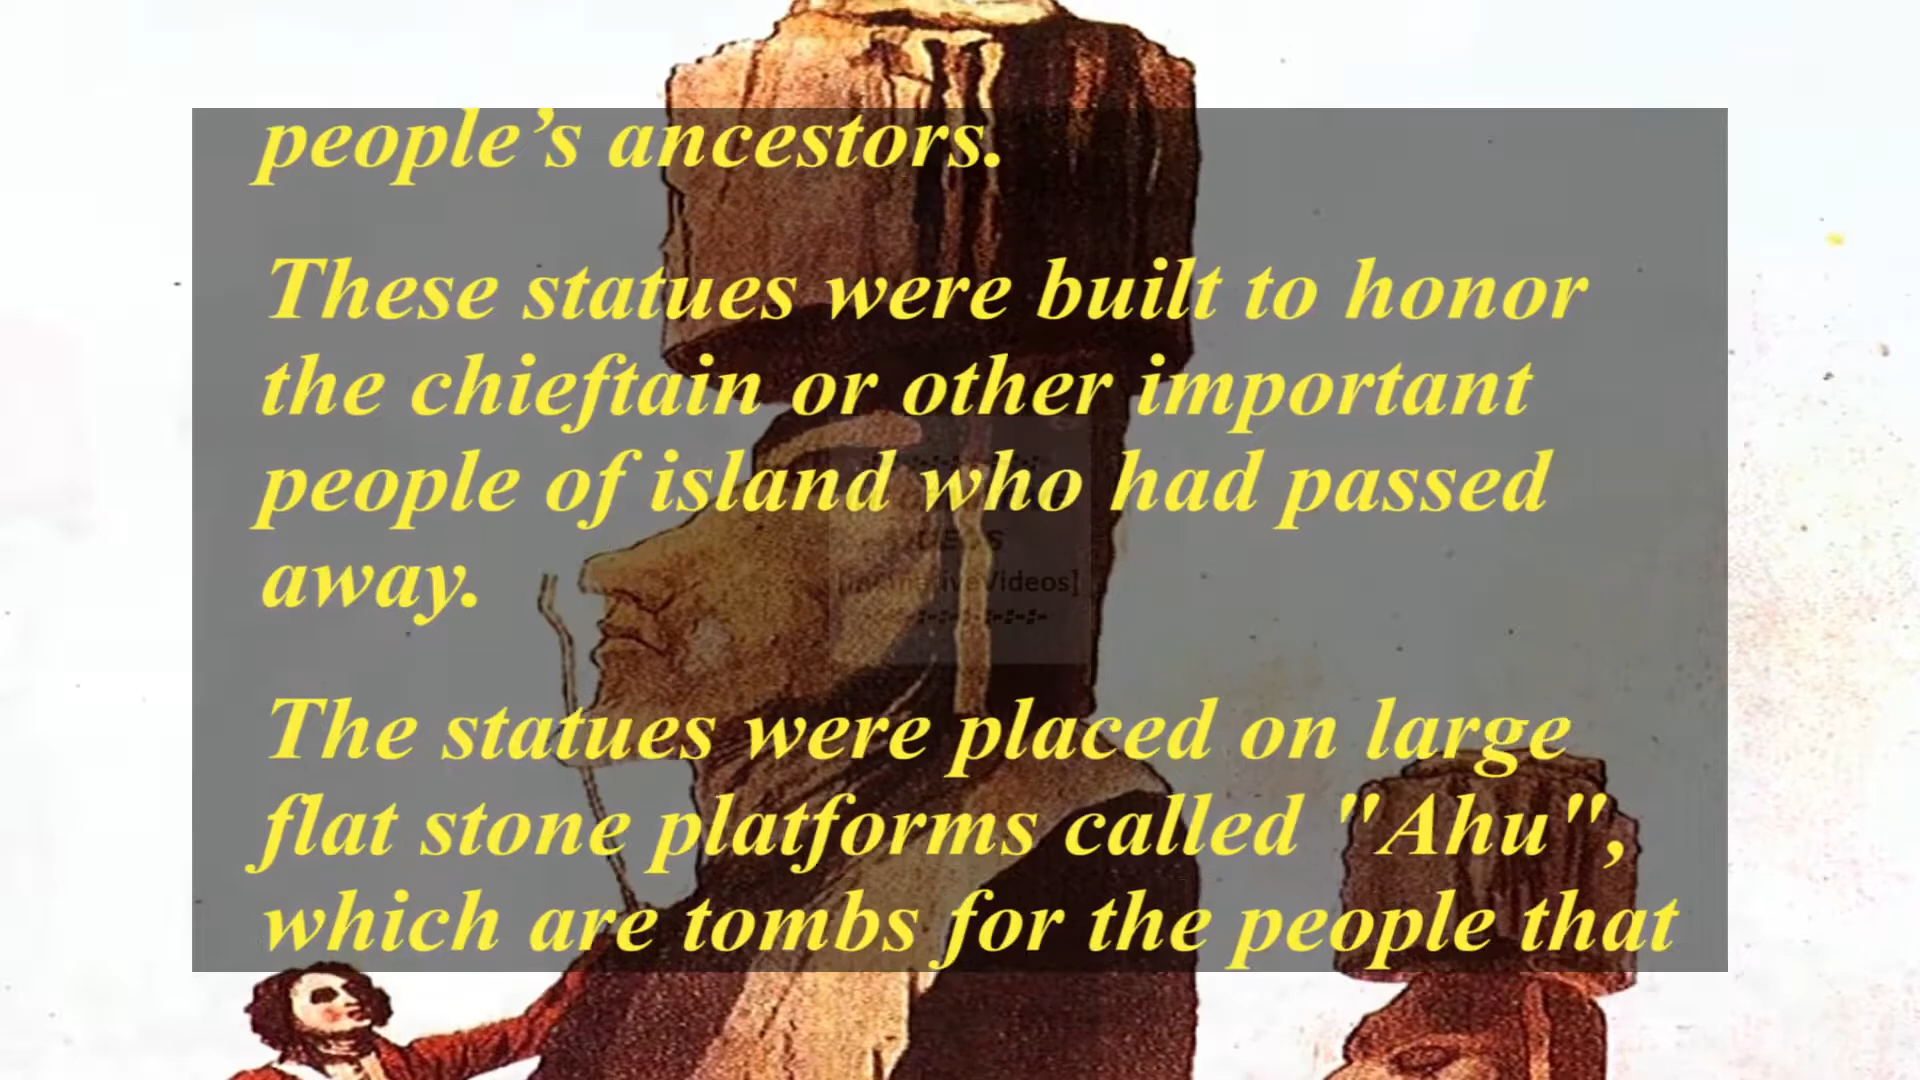 people’s ancestors.
These statues were built to honor
the chieftain or other important
people of island who had passed
away.
The statues were placed on large
flat stone platforms called "Ahu",
which are tombs for the people that